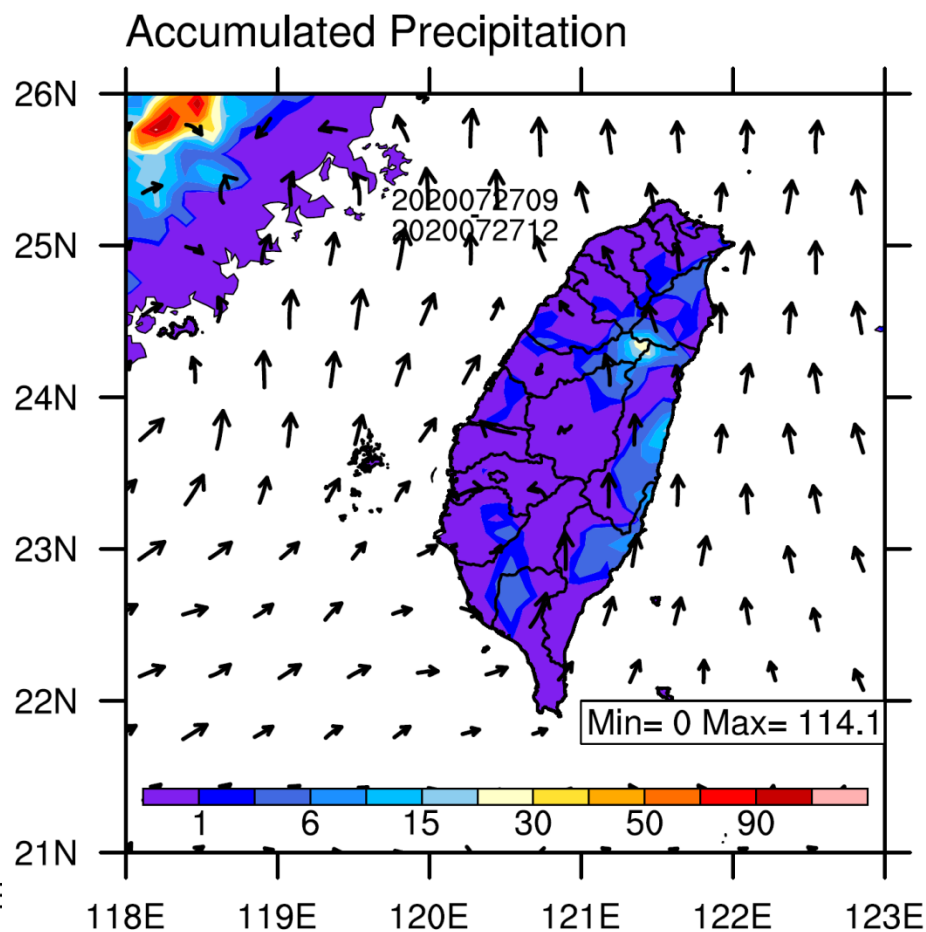 Accumulated Precipitation
26N
2020072709
-
2020072712
25N
24N
23N
22N
Min= 0 Max= 114.1
1 6 15 30 50 90
21N
118E 119E 120E 121E 122E 123E